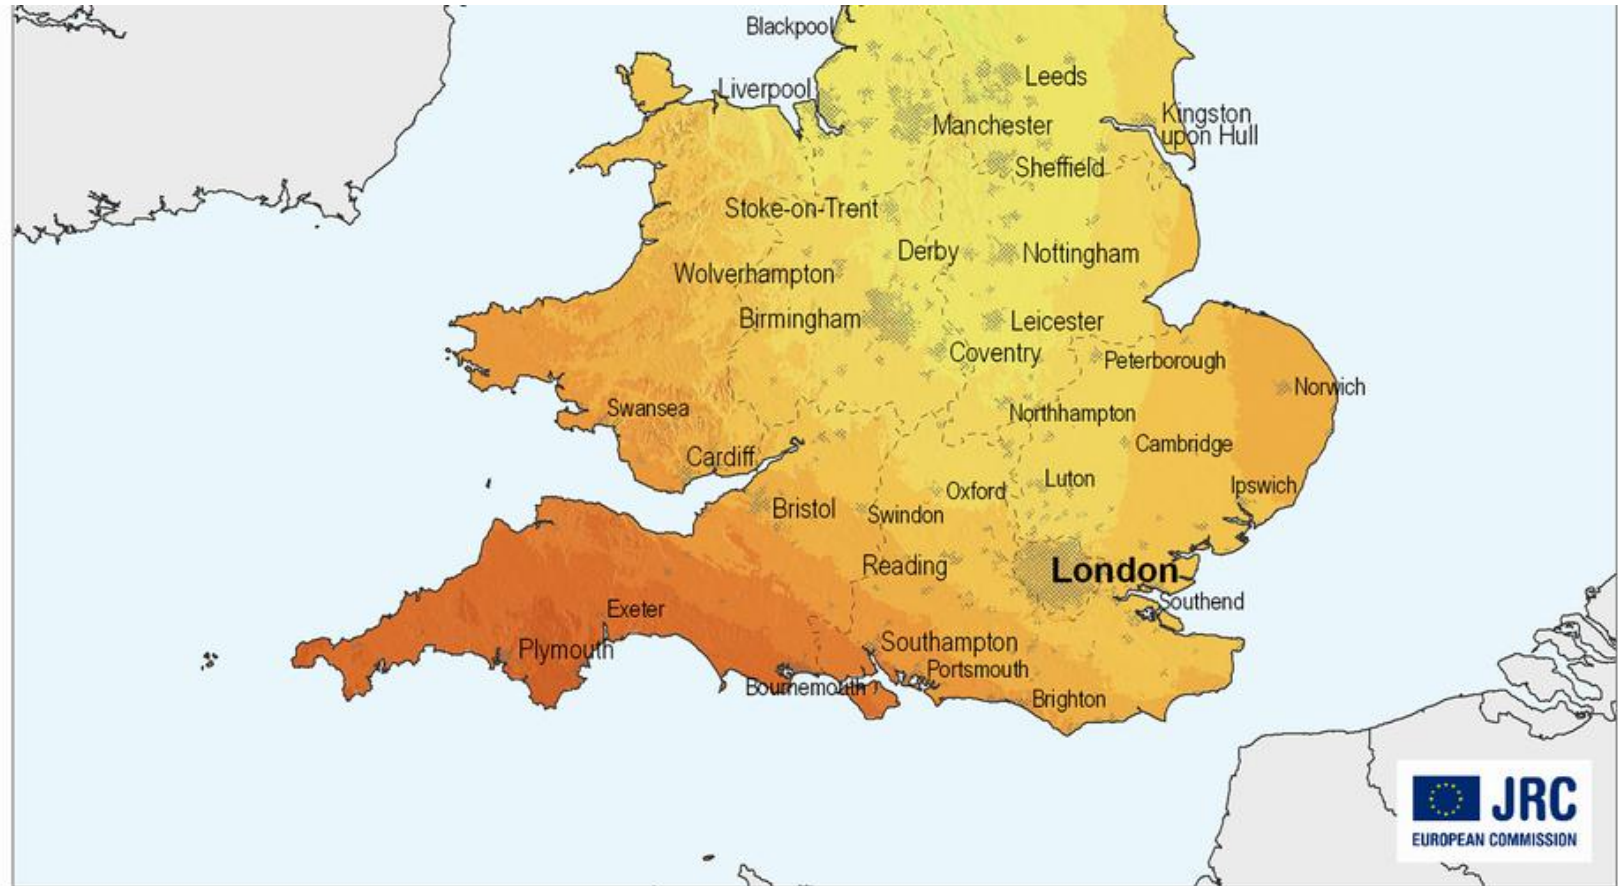 Blackpool
Leeds
Liverpool
Kingston
upon Hull
Manchester
Sheffield
Stoke-on-Trent
Derby
Nottingham
Wolverhampton
Birmingham
Leicester
Coventry
Peterborough
Norwich
Swansea
Northhampton
Cambridge
Cardiff
Luton
Ipswich
Oxford
Bristol
Swindon
Reading
London
Southend
Exeter
Southampton
Plymouth
Portsmouth
Bournemouth
Brighton
JRC
EUROPEAN COMMISSION